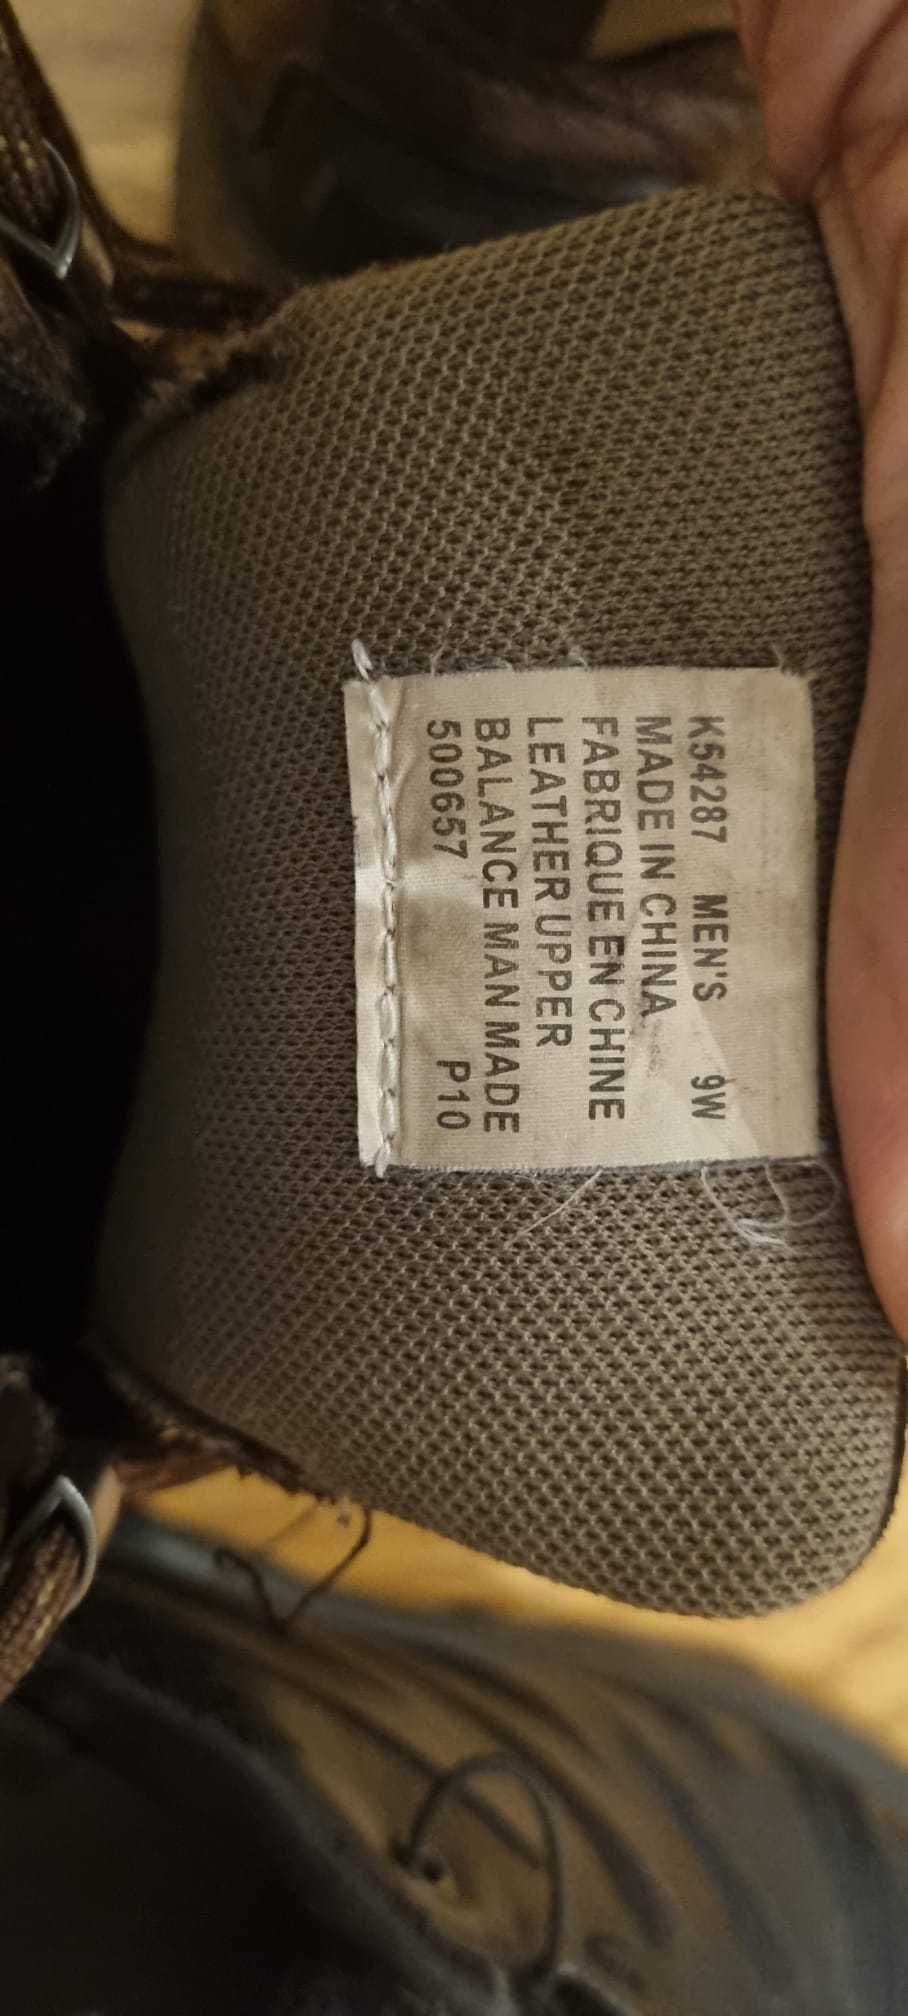 K54287 MEN'S 9W
MADE IN CHINA
FABRIQUE EN CHINE
LEATHER UPPER
BALANCE MAN MADE
500657 P10